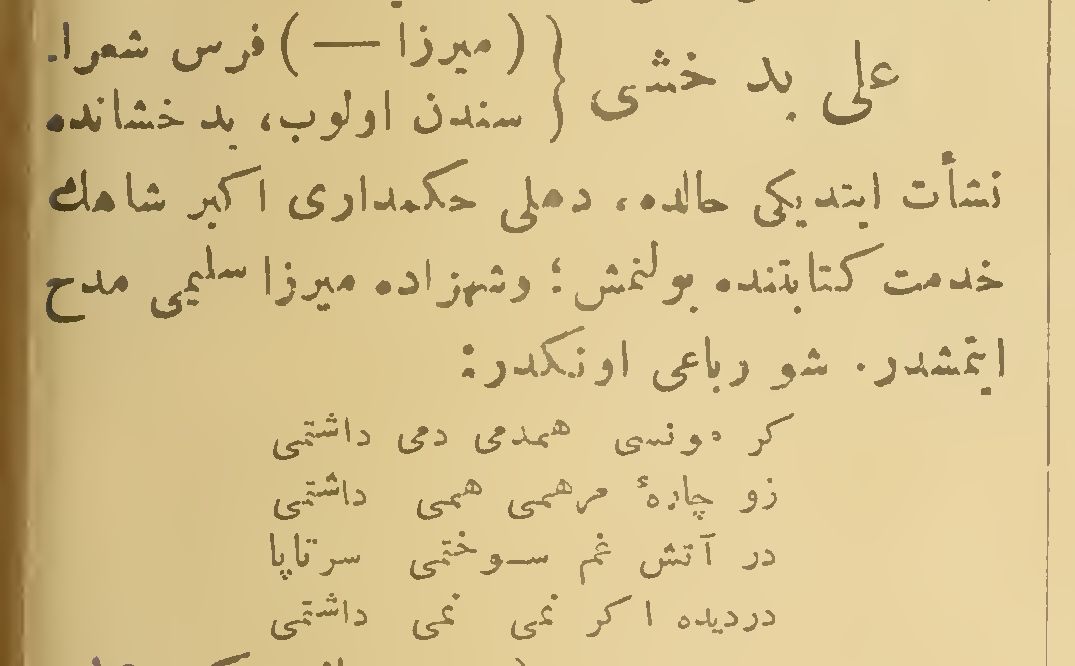 علی بدخشی { ( میرزا — ) فرس شعرا.
سندن اولوب، بدخشانده
نشأت ایتدیکی حالده، دهلی حکمداری اکبر شاهك
خدمت کتابتنده بولنمش؛ وشهزاده میرزا سلیمی مدح
ایتمشدر. شو رباعی اونکدر:
کر مونسی همدمی دمی داشتمی
زو چارهٔ مرهمی همی داشتمی
در آتش غم سوختمی سرتاپا
دردیده اکر نمی نمی داشتمی